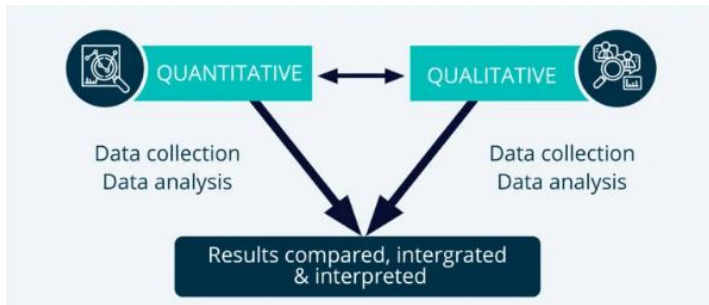 QUANTITATIVE
QUALITATIVE
Data collection
Data analysis
Data collection
Data analysis
Results compared, intergrated
& interpreted